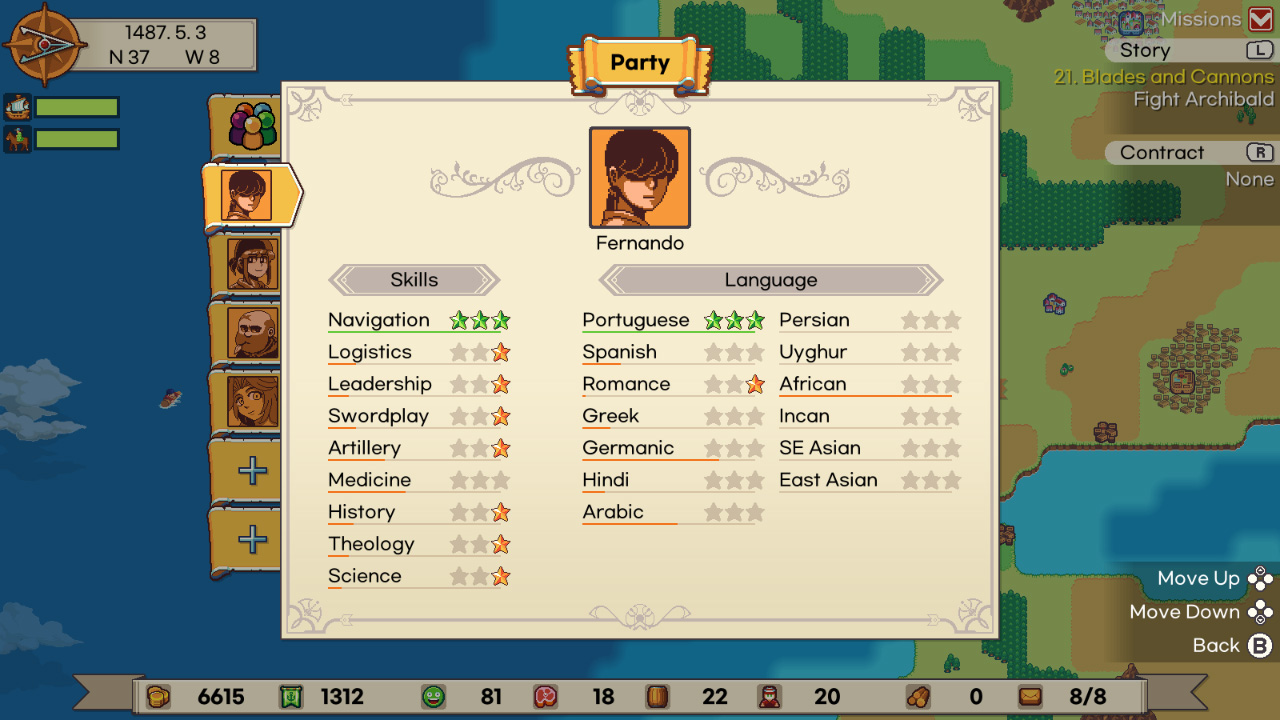 1487. 5. 3
N 37 W 8
Party
Missions
Story L
21. Blades and Cannons
Fight Archibald
Contract R
None
Fernando
Skills
Navigation
Logistics
Leadership
Swordplay
Artillery
Medicine
History
Theology
Science
Language
Portuguese
Spanish
Romance
Greek
Germanic
Hindi
Arabic
Persian
Uyghur
African
Incan
SE Asian
East Asian
Move Up
Move Down
Back B
6615 1312 81 18 22 20 0 8/8